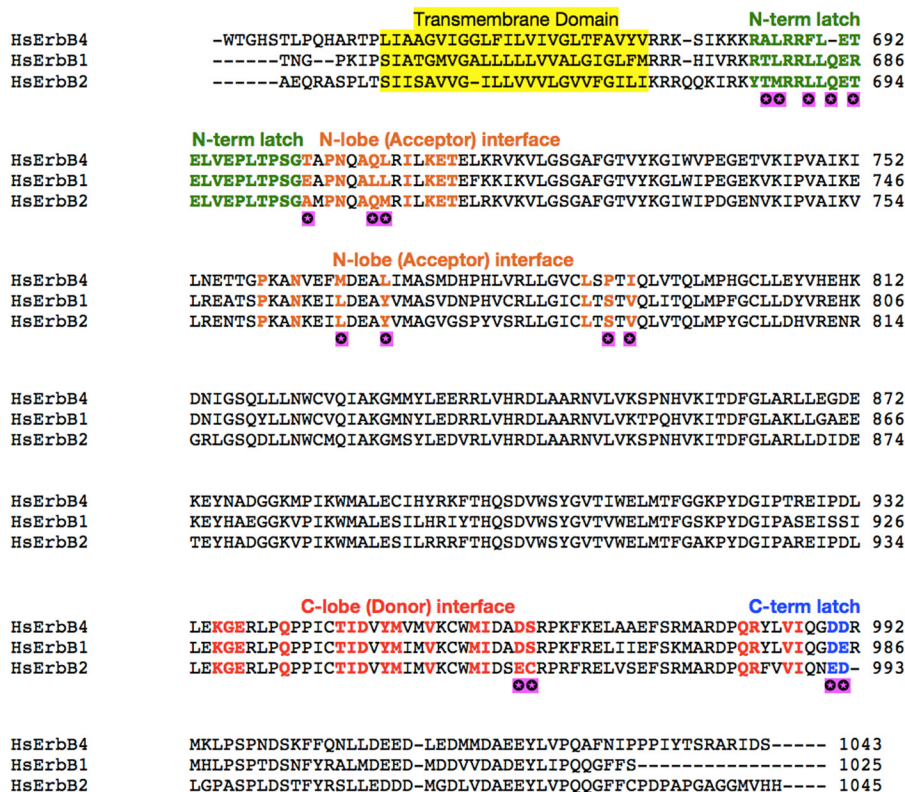 Transmembrane Domain N-term latch
HsErbB4 -WTGHSTLPQHARTPLIAAGVIGGLFILVIVGLTFAVYVRRK-SIKKKRALRRFL-ET 692
HsErbB1 ------TNG--PKIPSIATGMVGALLLLLVVALGIGLFMRRR-HIVRKRTLRRLLQER 686
HsErbB2 ---AEQRASPLTSIISAVVG-ILLVVVLGVVFGILIKRRQQKIRKYTMRRLLQET 694
N-term latch N-lobe (Acceptor) interface
HsErbB4 ELVEPLTPSGTAPNQAQLRILKETELKRVKVLGSGAFGTVYKGIWVPEGETVKIPVAIKI 752
HsErbB1 ELVEPLTPSGEAPNQALLRILKETEFKKIKVLGSGAFGTVYKGLWIPEGEKVKIPVAIKE 746
HsErbB2 ELVEPLTPSGAMPNQAQMRILKETELRKVKVLGSGAFGTVYKGIWIPDGENVKIPVAIKV 754
N-lobe (Acceptor) interface
HsErbB4 LNETTGPKANVEFMDEALIMASMDHPHLVRLLGVCLSPTIQLVTQLMPHGCLLEYVHEHK 812
HsErbB1 LREATSPKANKEILDEAYVMASVDNPHVCRLLGICLTSTVQLITQLMPFGCLLDYVREHK 806
HsErbB2 LRENTSPKANKEILDEAYVMAGVGSPYVSRLLGICLTSTVQLVTQLMPYGCLLDHVRENR 814
HsErbB4 DNIGSQLLLNWCVQIAKGMMYLEERRLVHRDLAARNVLVKSPNHVKITDFGLARLLEGDE 872
HsErbB1 DNIGSQYLLNWCVQIAKGMNYLEDRRLVHRDLAARNVLVKTPQHVKITDFGLAKLLGAEE 866
HsErbB2 GRLGSQDLLNWCMQIAKGMSYLEDVRLVHRDLAARNVLVKSPNHVKITDFGLARLLDIDE 874
HsErbB4 KEYNADGGKMPIKWMALECIHYRKFTHQSDVWSYGVTIWELMTFGGKPYDGIPTREIPDL 932
HsErbB1 KEYHAEGGKVPIKWMALESILHRIYTHQSDVWSYGVTVWELMTFGSKPYDGIPASEISSI 926
HsErbB2 TEYHADGGKVPIKWMALESILRRRFTHQSDVWSYGVTVWELMTFGAKPYDGIPAREIPDL 934
C-lobe (Donor) interface C-term latch
HsErbB4 LEKGERLPQPPICTIDVYMVMVKCWMIDADSRPKFKELAAEFSRMARDPQRYLVIQGDDR 992
HsErbB1 LEKGERLPQPPICTIDVYMIMVKCWMIDADSRPKFRELIIEFSKMARDPQRYLVIQGDER 986
HsErbB2 LEKGERLPQPPICTIDVYMIMVKCWMIDSECRPRFRELVSEFSRMARDPQRFVVIQNED- 993
HsErbB4 MKLPSPNDSKFFQNLLDEED-LEDMMDAEEYLVPQAFNIPPPIYTSRARIDS----- 1043
HsErbB1 MHLPSPTDSNFYRALMDEED-MDDVVDADEYLIPQQGFFS----------------- 1025
HsErbB2 LGPASPLDSTFYRSLLEDDD-MGDLVDAEEYLVPQQGFFCPDPAPGAGGMVHH---- 1045